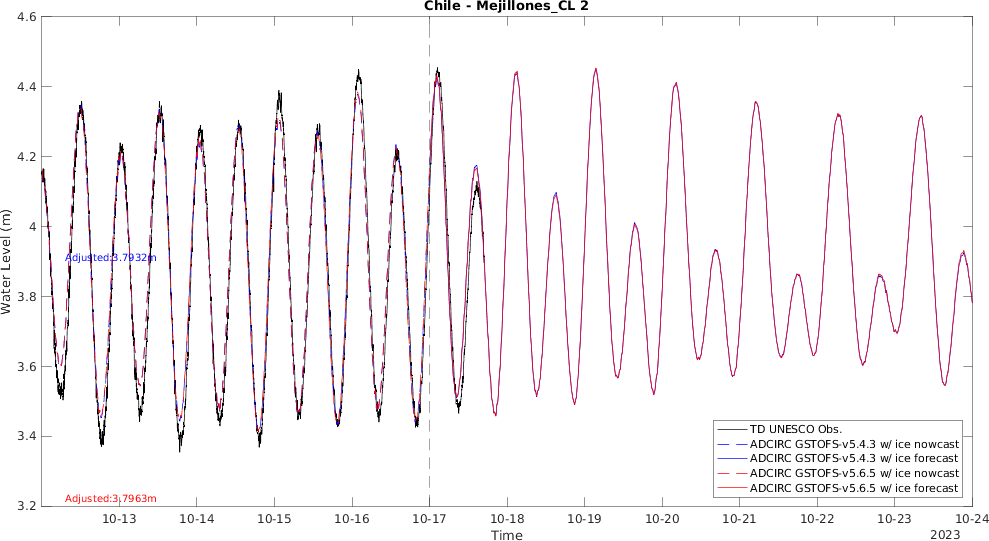 Chile - Mejillones_CL 2
4.6
4.4
4.2
4
3.8
3.6
3.4
3.2
Water Level (m)
Adjusted:3.7932m
Adjusted:3.7963m
TD UNESCO Obs.
ADCIRC GSTOFS-v5.4.3 w/ ice nowcast
ADCIRC GSTOFS-v5.4.3 w/ ice forecast
ADCIRC GSTOFS-v5.6.5 w/ ice nowcast
ADCIRC GSTOFS-v5.6.5 w/ ice forecast
10-13 10-14 10-15 10-16 10-17 10-18 10-19 10-20 10-21 10-22 10-23 10-24
Time
2023